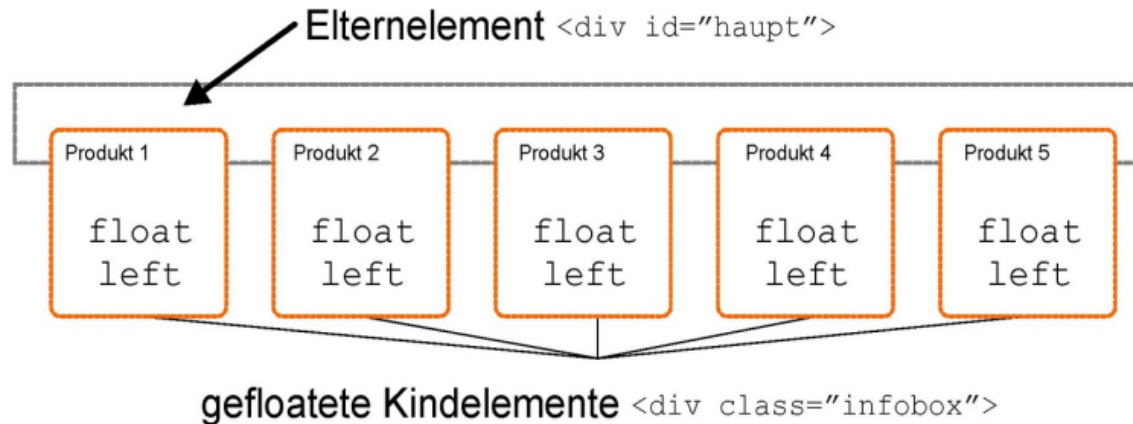 Elternelement <div id=”haupt”>
Produkt 1 Produkt 2 Produkt 3 Produkt 4 Produkt 5
float float float float float
left left left left left
gefloatete Kindelemente <div class=”infobox”>